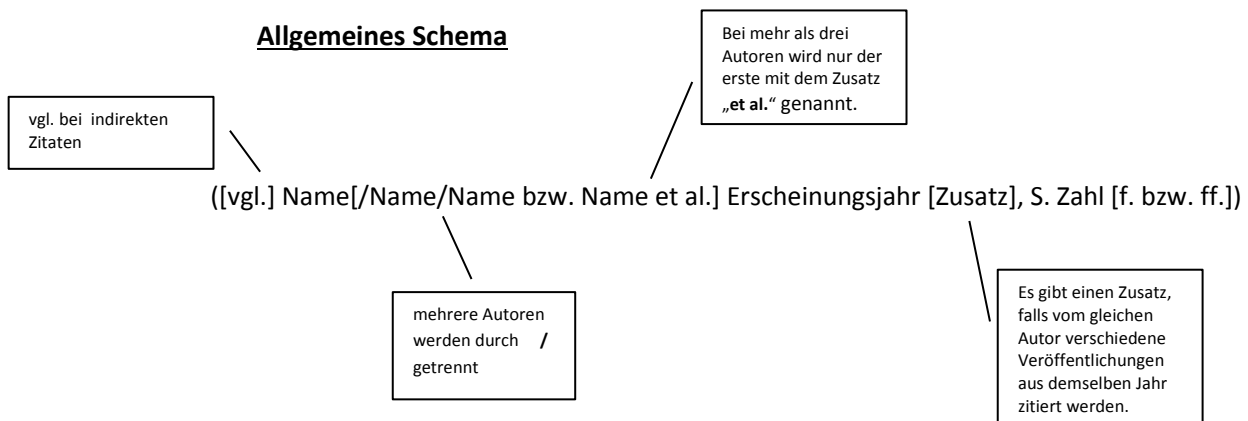 Allgemeines Schema
Bei mehr als drei
Autoren wird nur der
erste mit dem Zusatz
„et al.“ genannt.
vgl. bei indirekten
Zitaten
([vgl.] Name[/Name/Name bzw. Name et al.] Erscheinungsjahr [Zusatz], S. Zahl [f. bzw. ff.])
mehrere Autoren
werden durch /
getrennt
Es gibt einen Zusatz,
falls vom gleichen
Autor verschiedene
Veröffentlichungen
aus demselben Jahr
zitiert werden.